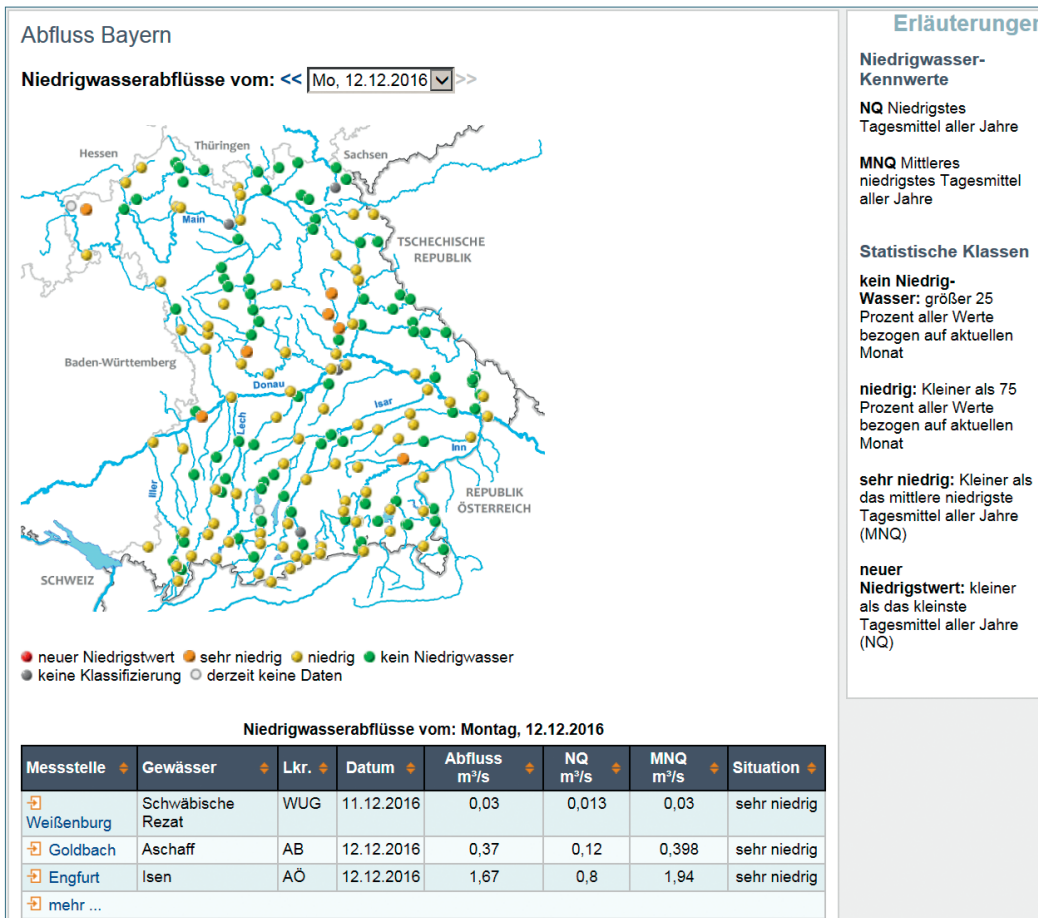 Abfluss Bayern
Niedrigwasserabflüsse vom: << Mo, 12.12.2016 >>
Hessen
Thüringen
Sachsen
Main
TSCHECHISCHE
REPUBLIK
Baden-Württemberg
Donau
Isar
Lech
Inn
Iller
REPUBLIK
ÖSTERREICH
SCHWEIZ
neuer Niedrigstwert sehr niedrig niedrig kein Niedrigwasser
keine Klassifizierung derzeit keine Daten
Niedrigwasserabflüsse vom: Montag, 12.12.2016
Messstelle Gewässer Lkr. Datum Abfluss m³/s NQ m³/s MNQ m³/s Situation
Weißenburg Schwäbische Rezat WUG 11.12.2016 0,03 0,013 0,03 sehr niedrig
Goldbach Aschaff AB 12.12.2016 0,37 0,12 0,398 sehr niedrig
Engfurt Isen AÖ 12.12.2016 1,67 0,8 1,94 sehr niedrig
mehr ...
Erläuterungen
Niedrigwasser-
Kennwerte
NQ Niedrigstes
Tagesmittel aller Jahre
MNQ Mittleres
niedrigstes Tagesmittel
aller Jahre
Statistische Klassen
kein Niedrig-
Wasser: größer 25
Prozent aller Werte
bezogen auf aktuellen
Monat
niedrig: Kleiner als 75
Prozent aller Werte
bezogen auf aktuellen
Monat
sehr niedrig: Kleiner als
das mittlere niedrigste
Tagesmittel aller Jahre
(MNQ)
neuer
Niedrigstwert: kleiner
als das kleinste
Tagesmittel aller Jahre
(NQ)